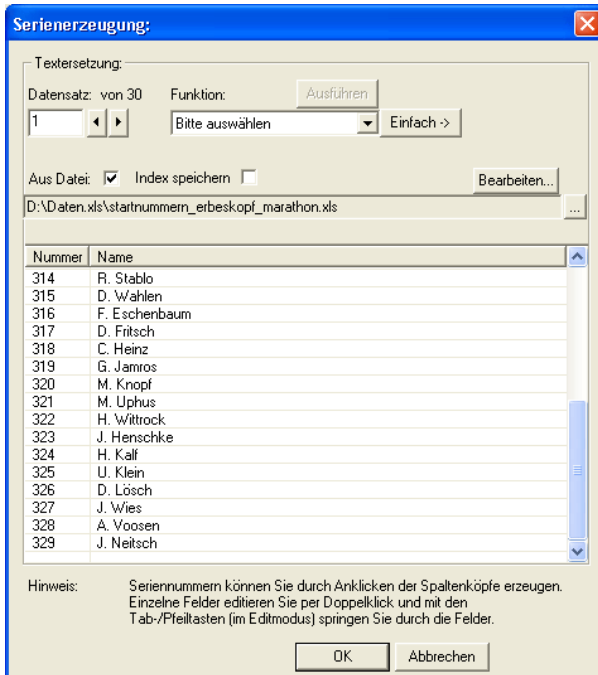 Serienerzeugung:
Textersetzung:
Datensatz: von 30 Funktion: Ausführen
1 Bitte auswählen Einfach ->
Aus Datei: Index speichern Bearbeiten...
D:\Daten.xls\startnummern_erbeskopf_marathon.xls ...
Nummer Name
314 R. Stablo
315 D. Wahlen
316 F. Eschenbaum
317 D. Fritsch
318 C. Heinz
319 G. Jamros
320 M. Knopf
321 M. Uphus
322 H. Wittrock
323 J. Henschke
324 H. Kalf
325 U. Klein
326 D. Lösch
327 J. Wies
328 A. Voosen
329 J. Neitsch
Hinweis: Seriennummern können Sie durch Anklicken der Spaltenköpfe erzeugen.
Einzelne Felder editieren Sie per Doppelklick und mit den
Tab-/Pfeiltasten (im Editmodus) springen Sie durch die Felder.
OK Abbrechen